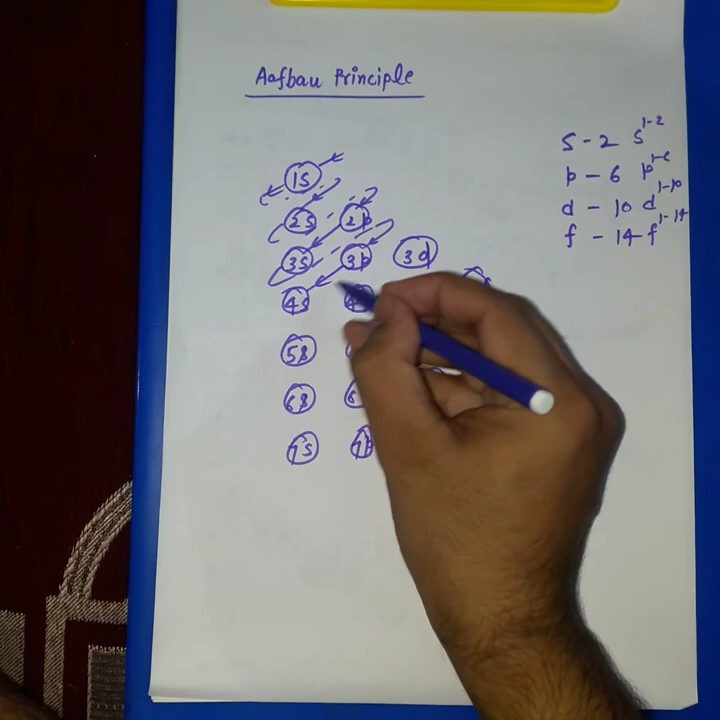 Aafbau Principle
s - 2 s¹⁻²
p - 6 p¹⁻⁶
d - 10 d¹⁻¹⁰
f - 14 f¹⁻¹⁴
1s
2s 2p
3s 3p 3d
4s
5s
6s
7s 7p